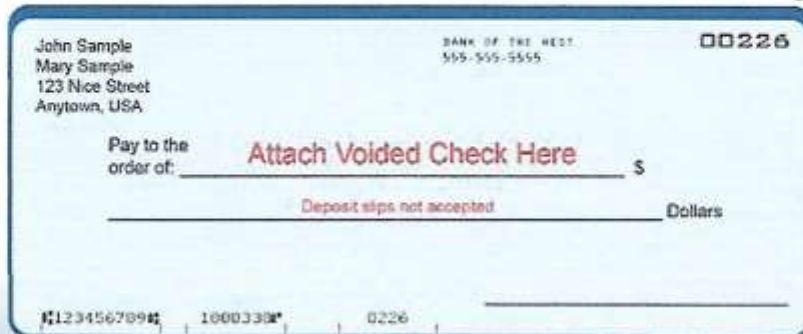 John Sample
Mary Sample
123 Nice Street
Anytown, USA
BANK OF THE WEST
555-555-5555
00226
Pay to the
order of: Attach Voided Check Here $
Deposit slips not accepted Dollars
⑆123456789⑆ 1000338⑈ 0226